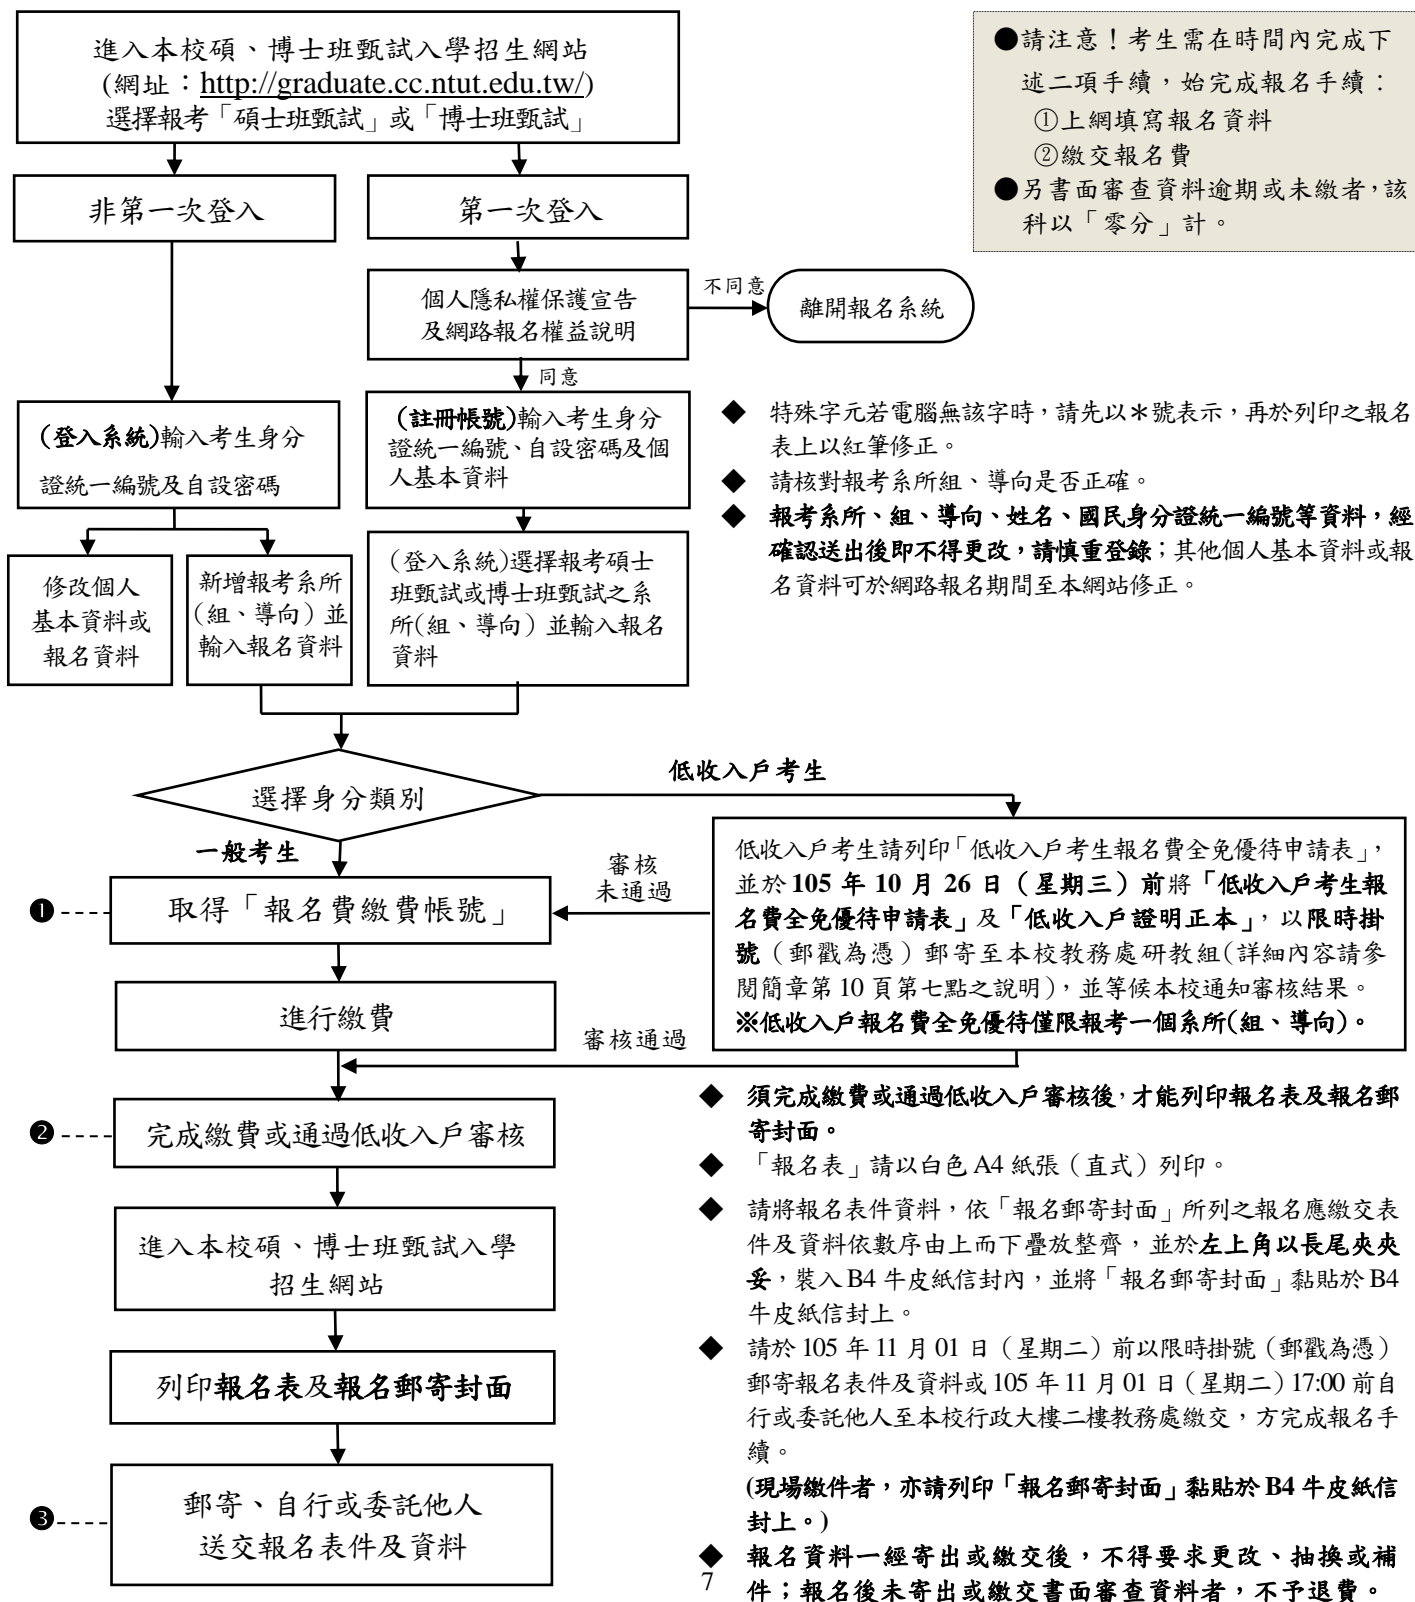 進入本校碩、博士班甄試入學招生網站
(網址：http://graduate.cc.ntut.edu.tw/)
選擇報考「碩士班甄試」或「博士班甄試」
●請注意！考生需在時間內完成下
述二項手續，始完成報名手續：
①上網填寫報名資料
②繳交報名費
●另書面審查資料逾期或未繳者，該
科以「零分」計。
非第一次登入
第一次登入
個人隱私權保護宣告
及網路報名權益說明
不同意
離開報名系統
同意
(登入系統)輸入考生身分
證統一編號及自設密碼
(註冊帳號)輸入考生身分
證統一編號、自設密碼及個
人基本資料
◆ 特殊字元若電腦無該字時，請先以＊號表示，再於列印之報名
表上以紅筆修正。
◆ 請核對報考系所組、導向是否正確。
◆ 報考系所、組、導向、姓名、國民身分證統一編號等資料，經
確認送出後即不得更改，請慎重登錄；其他個人基本資料或報
名資料可於網路報名期間至本網站修正。
修改個人
基本資料或
報名資料
新增報考系所
(組、導向)並
輸入報名資料
(登入系統)選擇報考碩士
班甄試或博士班甄試之系
所(組、導向)並輸入報名
資料
選擇身分類別
低收入戶考生
一般考生
低收入戶考生請列印「低收入戶考生報名費全免優待申請表」，
並於 105 年 10 月 26 日（星期三）前將「低收入戶考生報
名費全免優待申請表」及「低收入戶證明正本」，以限時掛
號（郵戳為憑）郵寄至本校教務處研教組(詳細內容請參
閱簡章第 10 頁第七點之說明)，並等候本校通知審核結果。
※低收入戶報名費全免優待僅限報考一個系所(組、導向)。
審核
未通過
❶
取得「報名費繳費帳號」
進行繳費
審核通過
❷
完成繳費或通過低收入戶審核
進入本校碩、博士班甄試入學
招生網站
列印報名表及報名郵寄封面
❸
郵寄、自行或委託他人
送交報名表件及資料
◆ 須完成繳費或通過低收入戶審核後，才能列印報名表及報名郵
寄封面。
◆ 「報名表」請以白色 A4 紙張（直式）列印。
◆ 請將報名表件資料，依「報名郵寄封面」所列之報名應繳交表
件及資料依數序由上而下疊放整齊，並於左上角以長尾夾夾
妥，裝入 B4 牛皮紙信封內，並將「報名郵寄封面」黏貼於 B4
牛皮紙信封上。
◆ 請於 105 年 11 月 01 日（星期二）前以限時掛號（郵戳為憑）
郵寄報名表件及資料或 105 年 11 月 01 日（星期二）17:00 前自
行或委託他人至本校行政大樓二樓教務處繳交，方完成報名手
續。
(現場繳件者，亦請列印「報名郵寄封面」黏貼於 B4 牛皮紙信
封上。)
◆ 報名資料一經寄出或繳交後，不得要求更改、抽換或補
件；報名後未寄出或繳交書面審查資料者，不予退費。
7